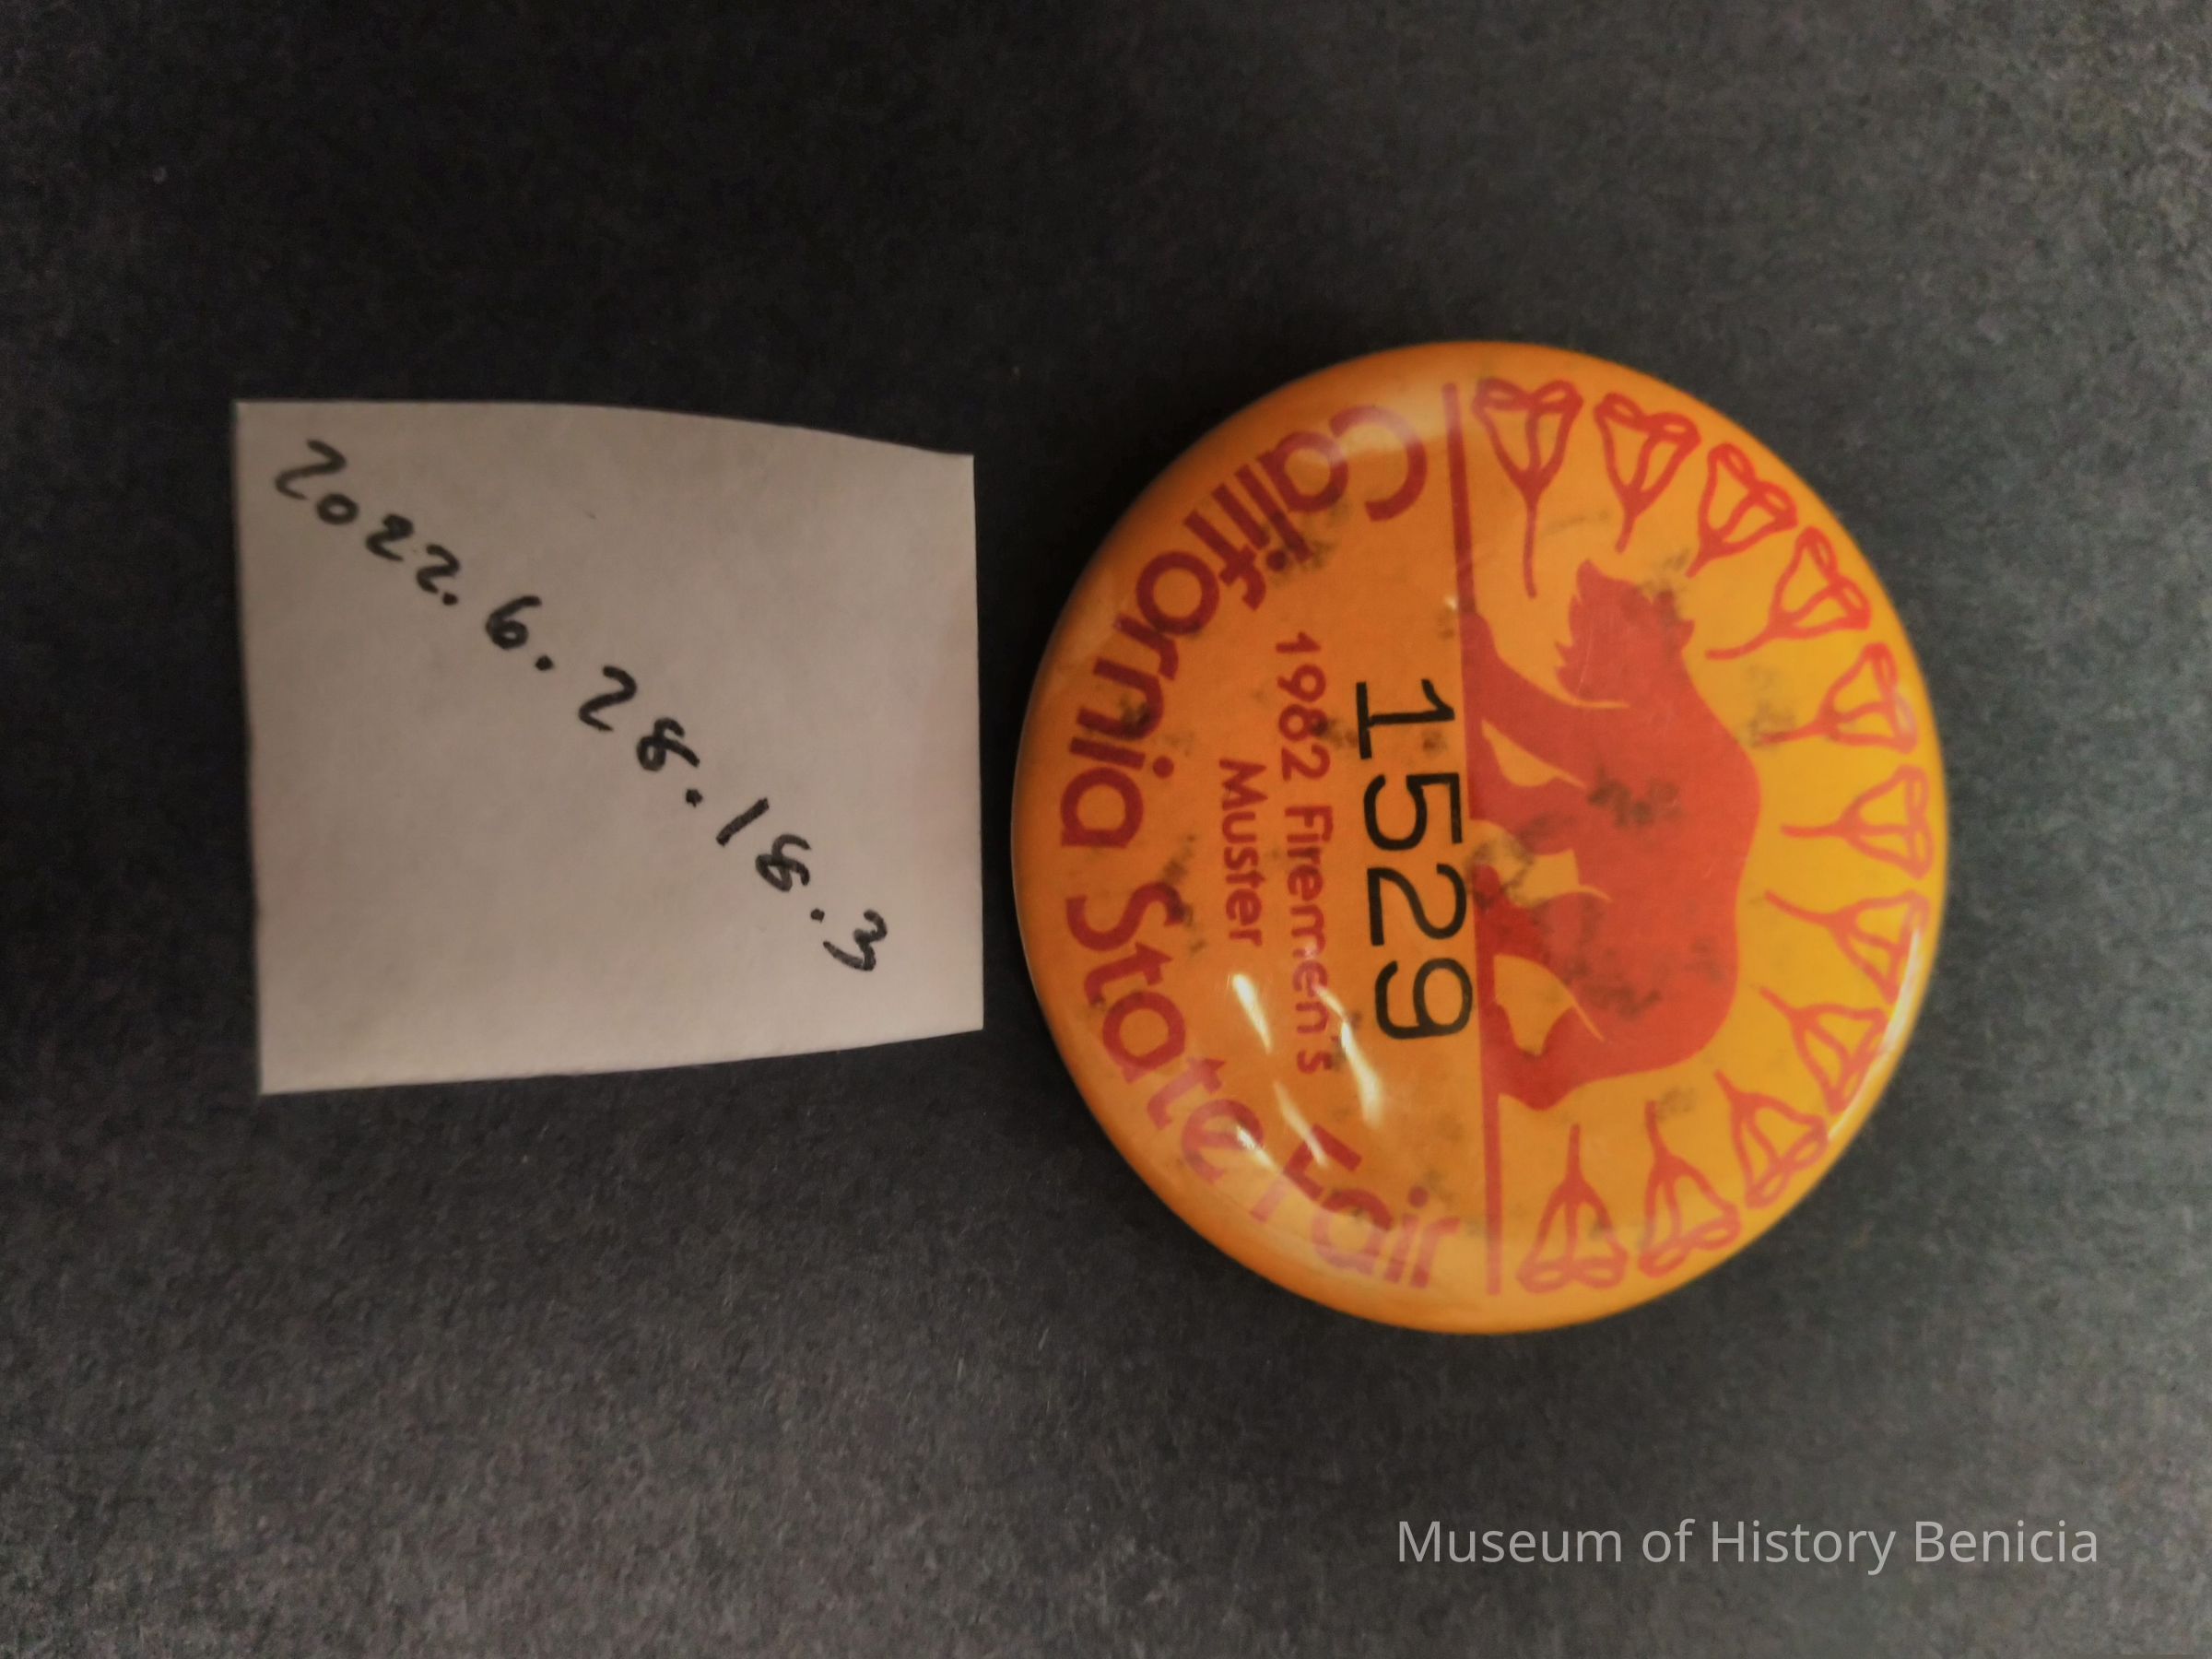 2022.6.28.18.3
1529
1982 Firemen's
Muster
California State Fair
Museum of History Benicia